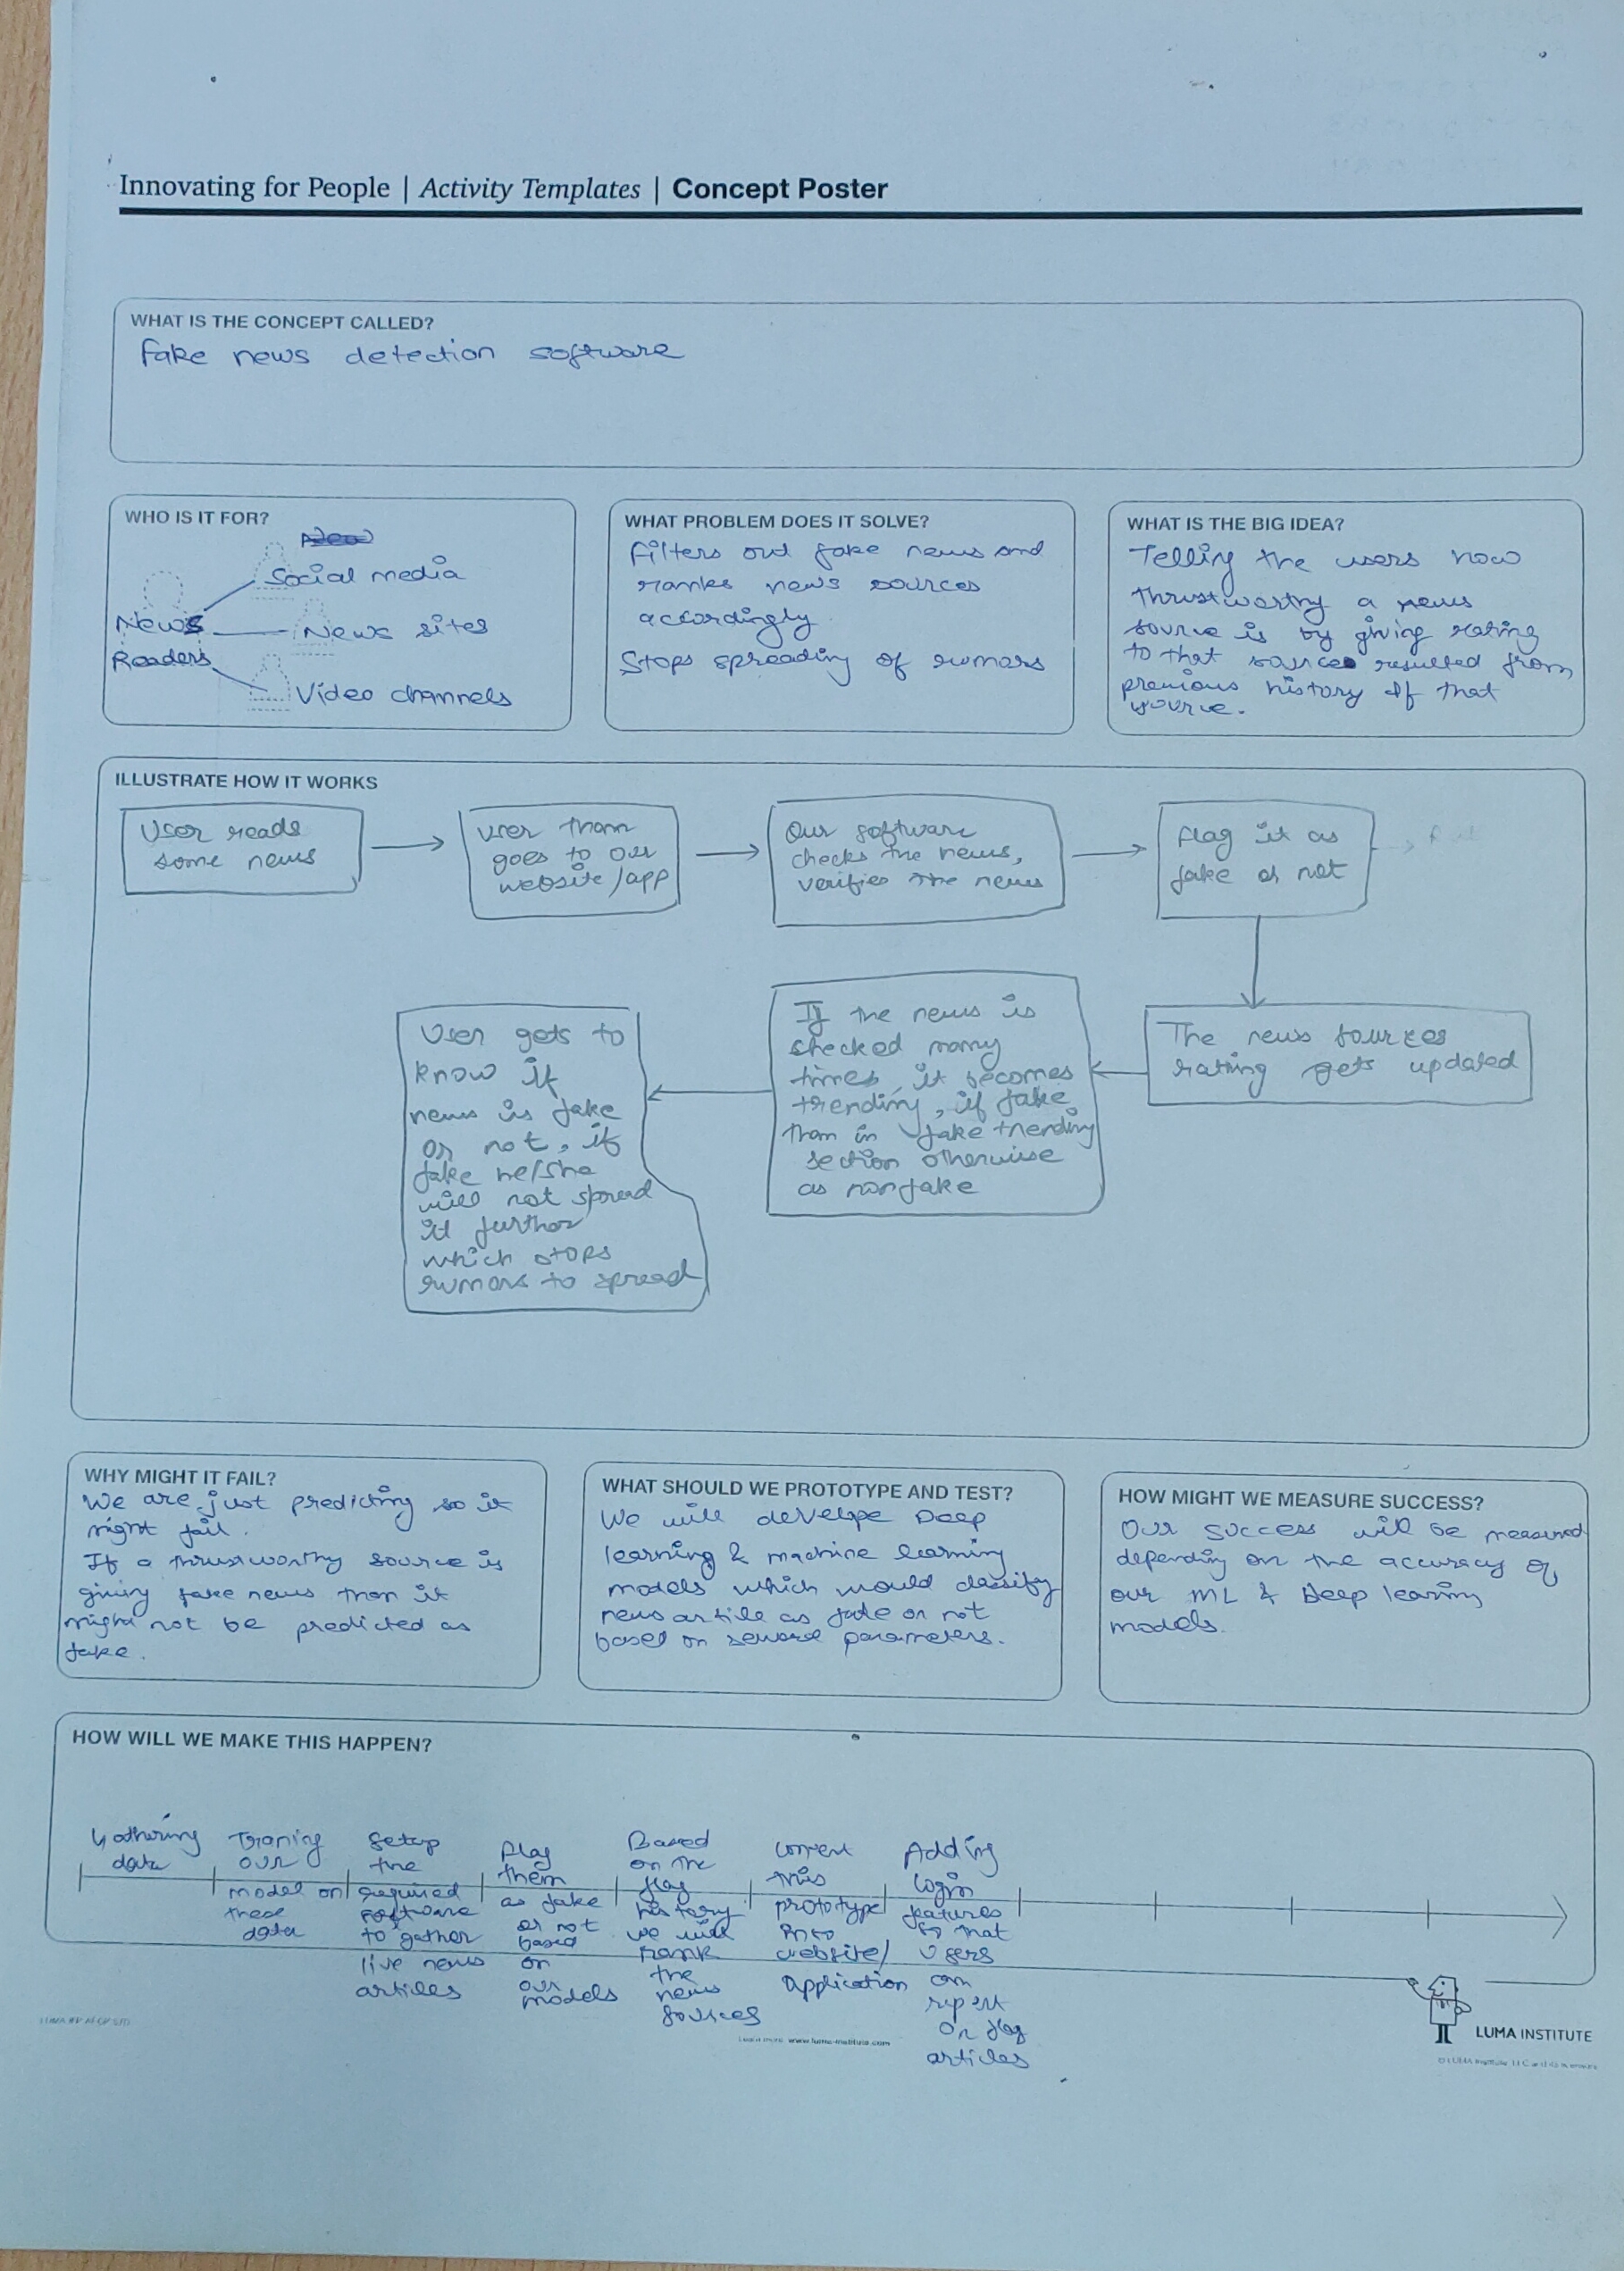 Innovating for People | Activity Templates | Concept Poster
WHAT IS THE CONCEPT CALLED?
fake news detection software
WHO IS IT FOR?
Social media
News
News sites
Readers
Video channels
WHAT PROBLEM DOES IT SOLVE?
Filters out fake news and
ranks news sources
accordingly
Stops spreading of rumors
WHAT IS THE BIG IDEA?
Telling the users how
thrustworthy a news
source is by giving rating
to that source resulted from
previous history of that
source.
ILLUSTRATE HOW IT WORKS
User reads
some news
user then
goes to our
website/app
Our software
checks the news,
verifies the news
flag it as
fake or not
The news sources
rating gets updated
If the news is
checked many
times, it becomes
trending, if fake
then in fake trending
section otherwise
as nonfake
User gets to
know if
news is fake
or not, if
fake he/she
will not spread
it further
which stops
rumors to spread
WHY MIGHT IT FAIL?
We are just predicting so it
might fail.
If a thrustworthy source is
giving fake news then it
might not be predicted as
fake.
WHAT SHOULD WE PROTOTYPE AND TEST?
We will develope Deep
learning & machine learning
models which would classify
news article as fake or not
based on several parameters.
HOW MIGHT WE MEASURE SUCCESS?
Our success will be measured
depending on the accuracy of
our ML & Deep learning
models.
HOW WILL WE MAKE THIS HAPPEN?
Gathering
data
Traning
our
model on
these
data
Setup
the
required
software
to gather
live news
articles
Flag
them
as fake
or not
based
on
our
models
Based
on the
flag
history
we will
rank
the
news
sources
convert
this
prototype
into
website/
application
Adding
login
features
so that
users
can
report
or flag
articles
Learn more www.luma-institute.com
LUMA INSTITUTE